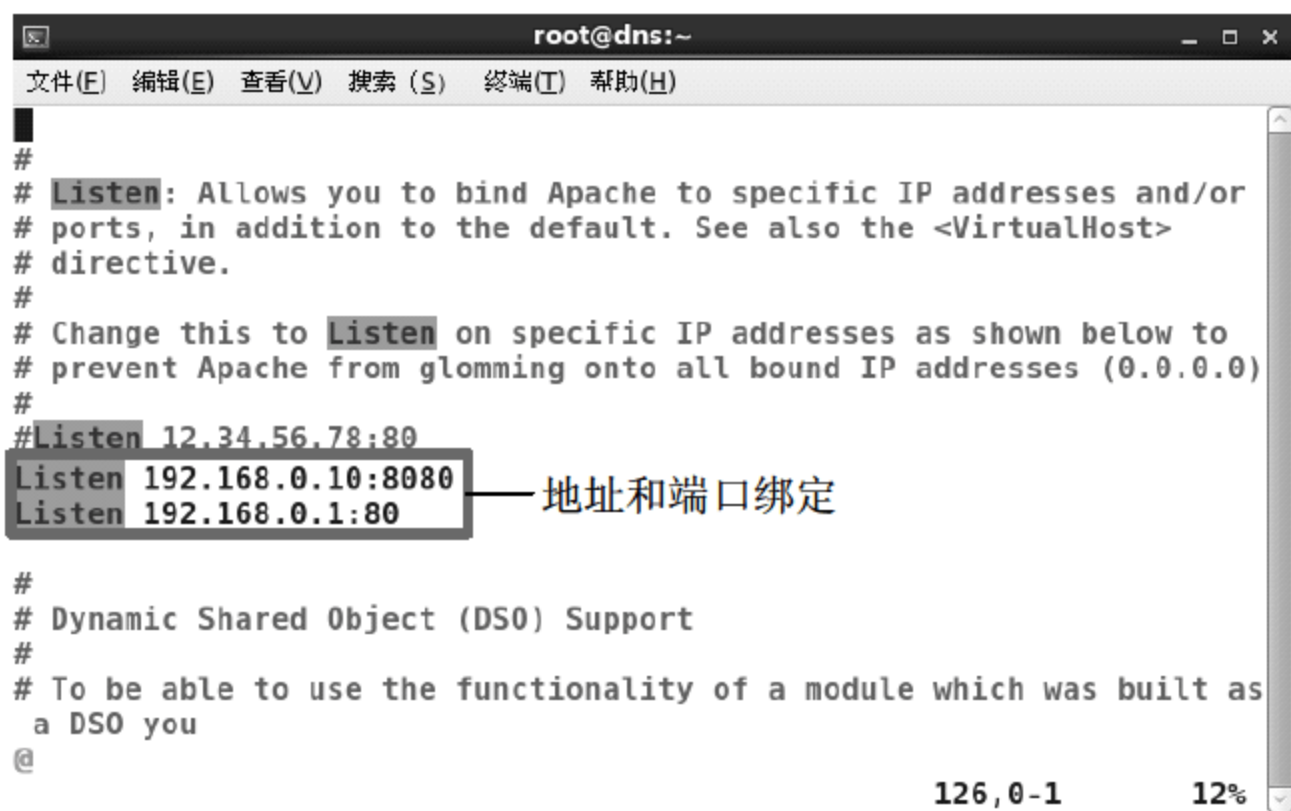 root@dns:~
文件(F) 编辑(E) 查看(V) 搜索 (S) 终端(T) 帮助(H)
#
# Listen: Allows you to bind Apache to specific IP addresses and/or
# ports, in addition to the default. See also the <VirtualHost>
# directive.
#
# Change this to Listen on specific IP addresses as shown below to
# prevent Apache from glomming onto all bound IP addresses (0.0.0.0)
#
#Listen 12.34.56.78:80
Listen 192.168.0.10:8080
Listen 192.168.0.1:80
地址和端口绑定
#
# Dynamic Shared Object (DSO) Support
#
# To be able to use the functionality of a module which was built as
a DSO you
@
126,0-1 12%